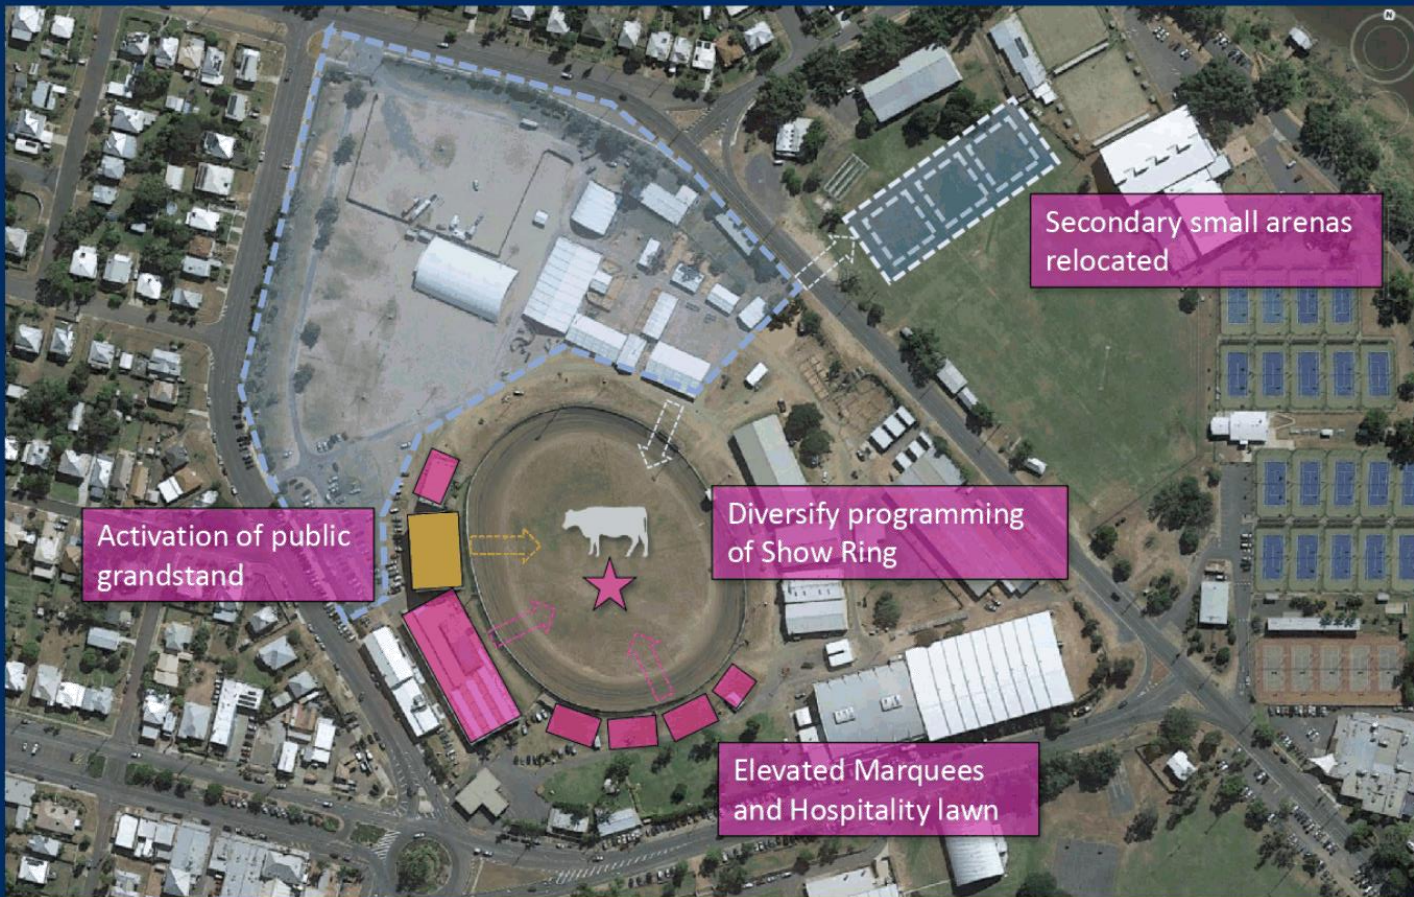 N
Secondary small arenas
relocated
Activation of public
grandstand
Diversify programming
of Show Ring
Elevated Marquees
and Hospitality lawn